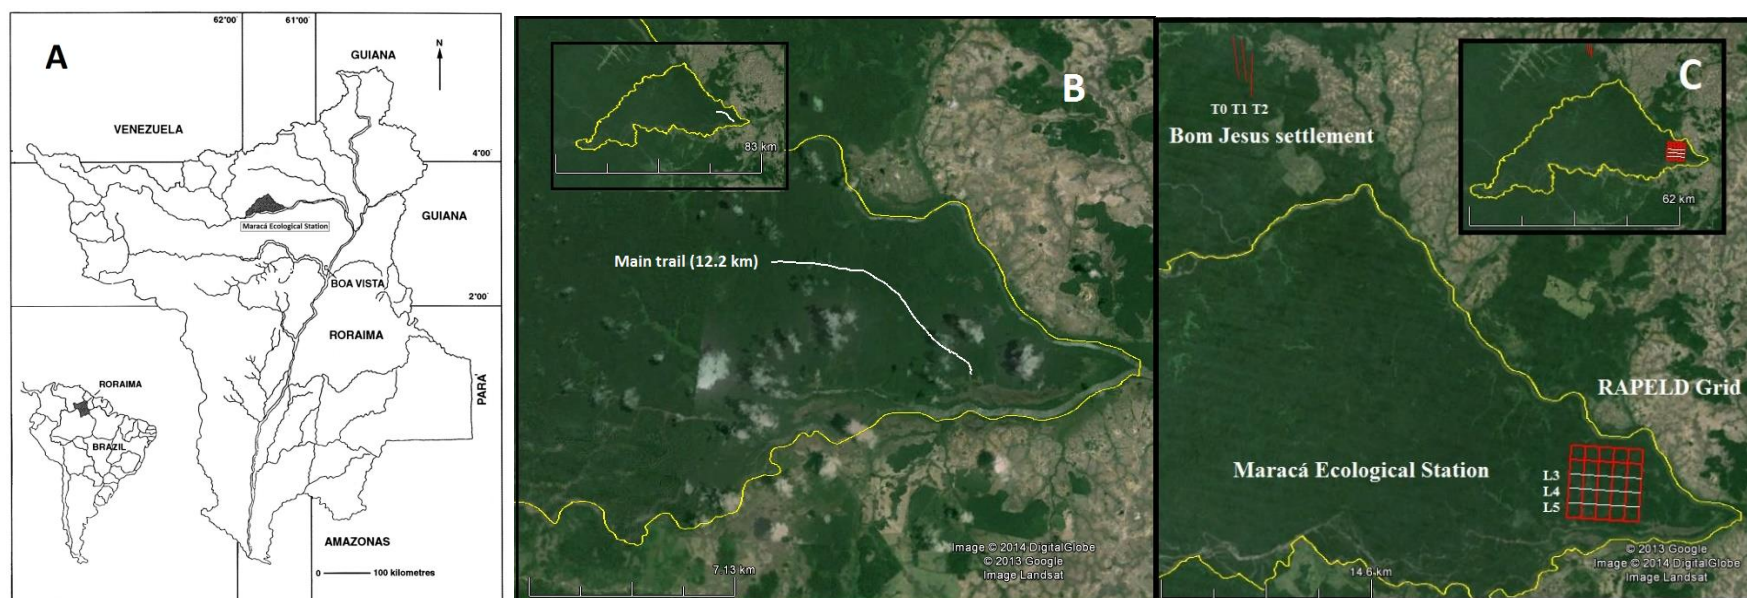 A
62°00'
61°00'
N
GUIANA
VENEZUELA
4°00'
GUIANA
Maracá Ecological Station
BOA VISTA
2°00'
RORAIMA
RORAIMA
BRAZIL
PARÁ
AMAZONAS
0 100 kilometres
B
83 km
Main trail (12.2 km)
Image © 2014 DigitalGlobe
© 2013 Google
Image Landsat
7.13 km
C
T0 T1 T2
Bom Jesus settlement
62 km
RAPELD Grid
Maracá Ecological Station
L3
L4
L5
© 2013 Google
Image © 2014 DigitalGlobe
Image Landsat
14.6 km